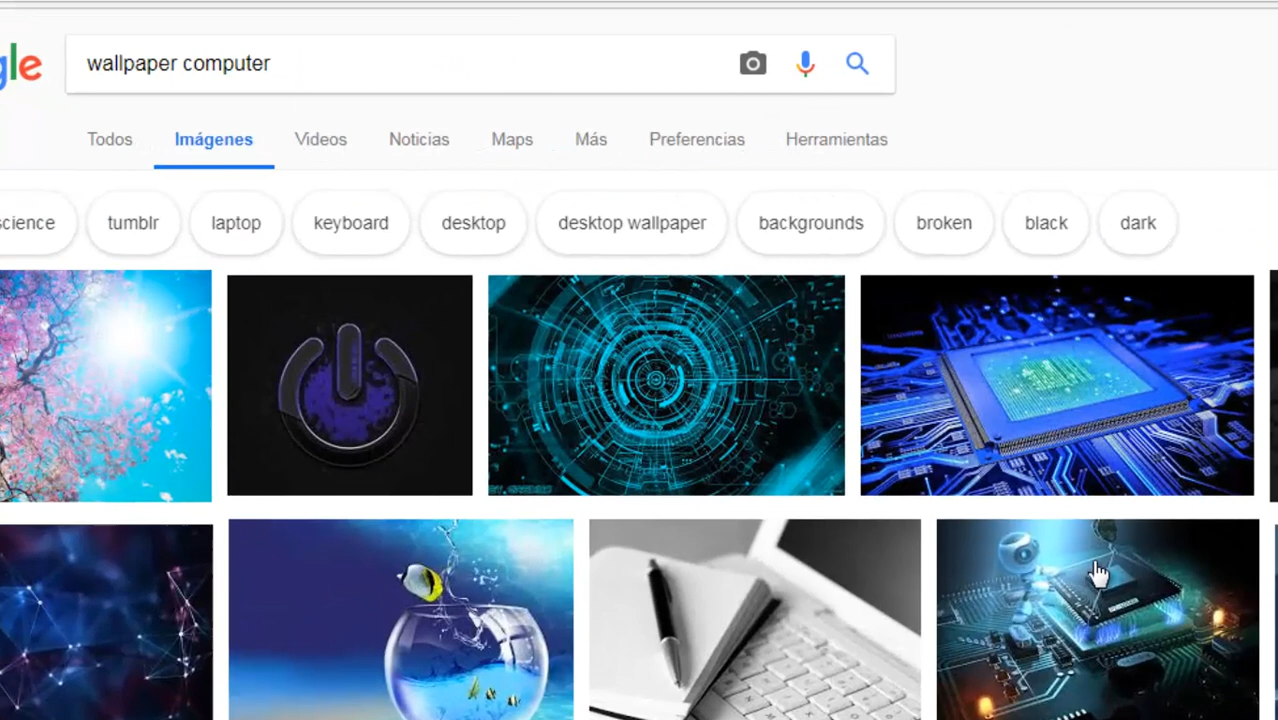 gle wallpaper computer
Todos Imágenes Videos Noticias Maps Más Preferencias Herramientas
science tumblr laptop keyboard desktop desktop wallpaper backgrounds broken black dark